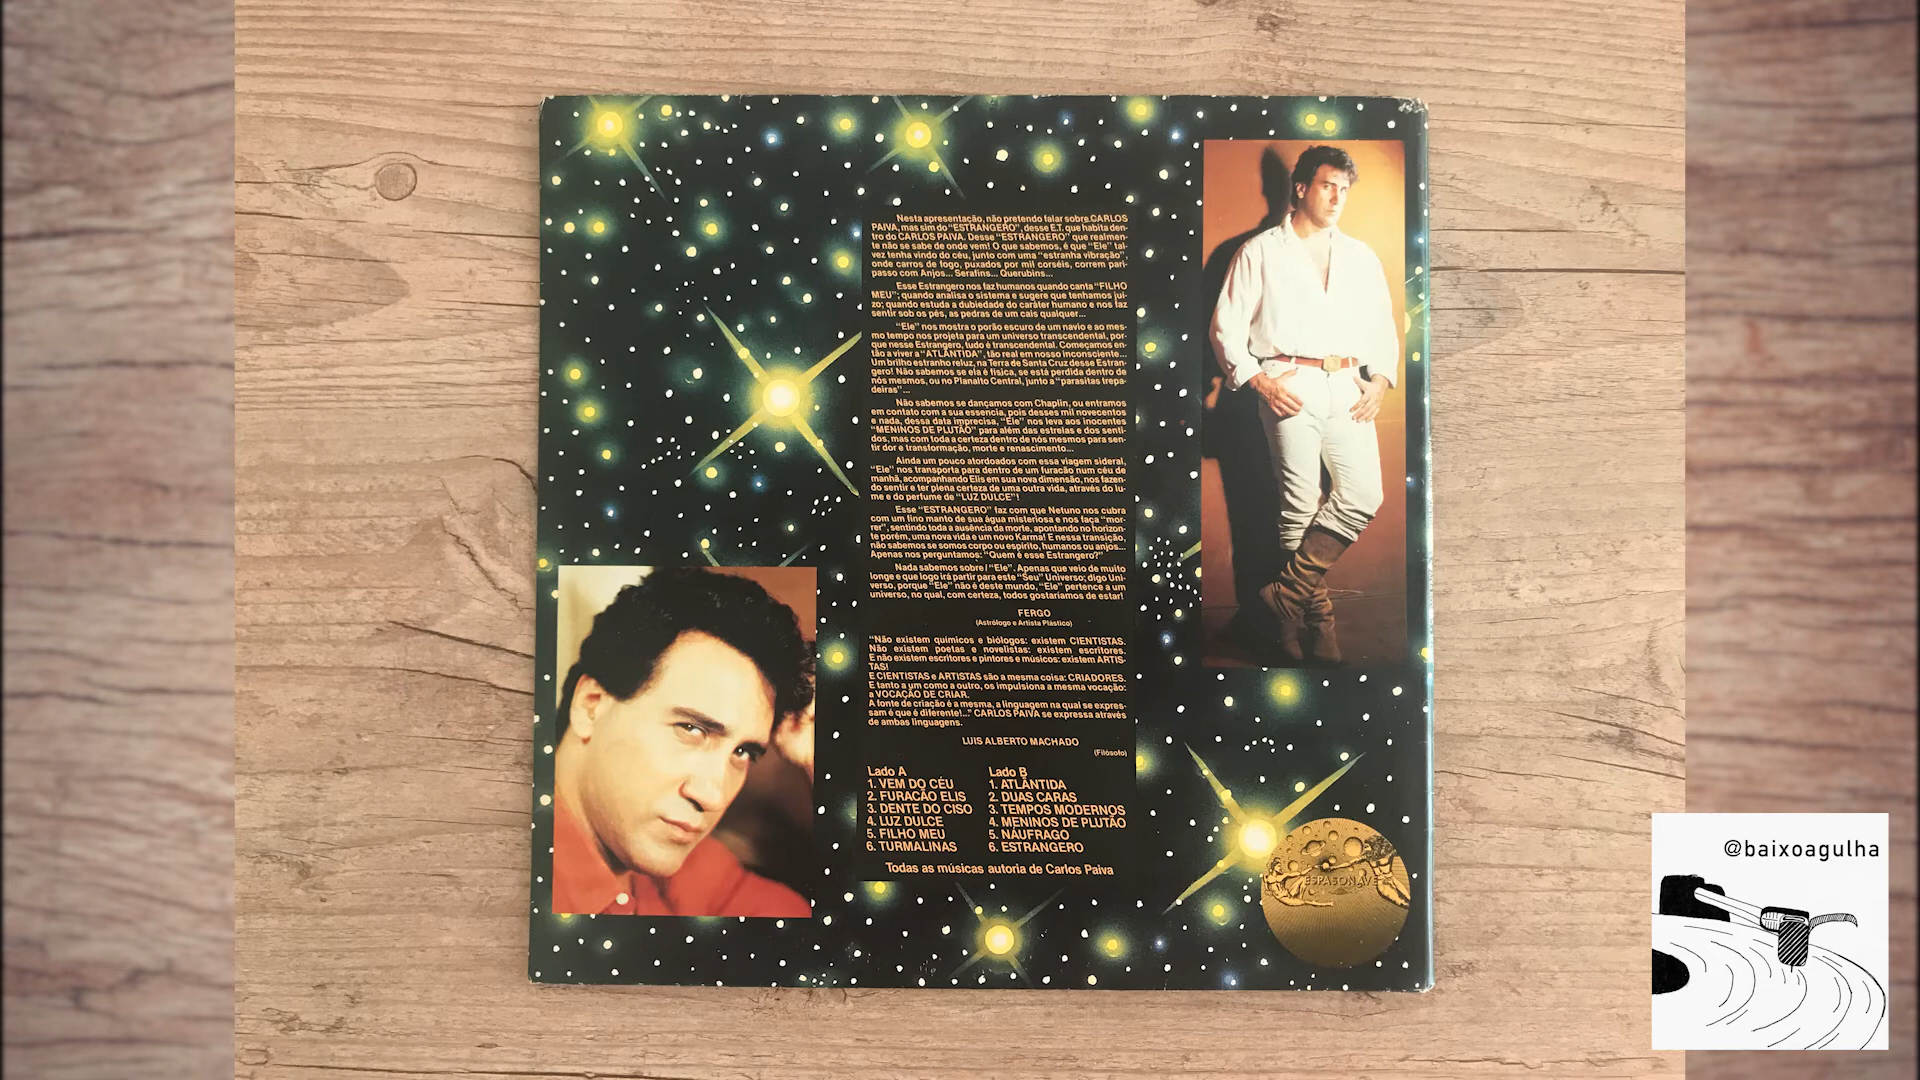 Nesta apresentação, não pretendo falar sobre CARLOS
PAIVA, mas sim do "ESTRANGERO", desse E.T. que habita den-
tro do CARLOS PAIVA. Desse "ESTRANGERO" que realmen-
te não se sabe de onde vem! O que sabemos, é que "Ele" tal-
vez tenha vindo do céu, junto com uma "estranha vibração",
onde carros de fogo, puxados por mil corséis, correm pari-
passo com Anjos... Serafins... Querubins...
Esse Estrangero nos faz humanos quando canta "FILHO
MEU"; quando analisa o sistema e sugere que tenhamos juí-
zo; quando estuda a dubiedade do caráter humano e nos faz
sentir sob os pés, as pedras de um cais qualquer...
"Ele" nos mostra o porão escuro de um navio e ao mes-
mo tempo nos projeta para um universo transcendental, por-
que nesse Estrangero, tudo é transcendental. Começamos en-
tão a viver a "ATLÂNTIDA", tão real em nosso inconsciente...
Um brilho estranho reluz, na Terra de Santa Cruz desse Estran-
gero! Não sabemos se ela é física, se está perdida dentro de
nós mesmos, ou no Planalto Central, junto a "parasitas trepa-
deiras"...
Não sabemos se dançamos com Chaplin, ou entramos
em contato com a sua essencia, pois desses mil novecentos
e nada, dessa data imprecisa, "Ele" nos leva aos inocentes
"MENINOS DE PLUTÃO" para além das estrelas e dos senti-
dos, mas com toda a certeza dentro de nós mesmos para sen-
tir dor e transformação, morte e renascimento...
Ainda um pouco atordoados com essa viagem sideral,
"Ele" nos transporta para dentro de um furacão num céu de
manhã, acompanhando Elis em sua nova dimensão, nos fazen-
do sentir e ter plena certeza de uma outra vida, através do lu-
me e do perfume de "LUZ DULCE"!
Esse "ESTRANGERO" faz com que Netuno nos cubra
com um fino manto de sua água misteriosa e nos faça "mor-
rer", sentindo toda a ausência da morte, apontando no horizon-
te porém, uma nova vida e um novo Karma! E nessa transição,
não sabemos se somos corpo ou espírito, humanos ou anjos...
Apenas nos perguntamos: "Quem é esse Estrangero?"
Nada sabemos sobre "Ele". Apenas que veio de muito
longe e que logo irá partir para este "Seu" Universo; digo Uni-
verso, porque "Ele" não é deste mundo, "Ele" pertence a um
universo, no qual, com certeza, todos gostaríamos de estar!
FERGO
(Astrólogo e Artista Plástico)
"Não existem químicos e biólogos: existem CIENTISTAS.
Não existem poetas e novelistas: existem escritores.
E não existem escritores e pintores e músicos: existem ARTIS-
TAS!
E CIENTISTAS e ARTISTAS são a mesma coisa: CRIADORES.
E tanto a um como a outro, os impulsiona a mesma vocação:
a VOCAÇÃO DE CRIAR.
A fonte de criação é a mesma, a linguagem na qual se expres-
sam é que é diferente!..." CARLOS PAIVA se expressa através
de ambas linguagens.
LUIS ALBERTO MACHADO
(Filósofo)
Lado A
1. VEM DO CÉU
2. FURACÃO ELIS
3. DENTE DO CISO
4. LUZ DULCE
5. FILHO MEU
6. TURMALINAS
Lado B
1. ATLÂNTIDA
2. DUAS CARAS
3. TEMPOS MODERNOS
4. MENINOS DE PLUTÃO
5. NÁUFRAGO
6. ESTRANGERO
Todas as músicas autoria de Carlos Paiva
ESPASONAVE
@baixoagulha